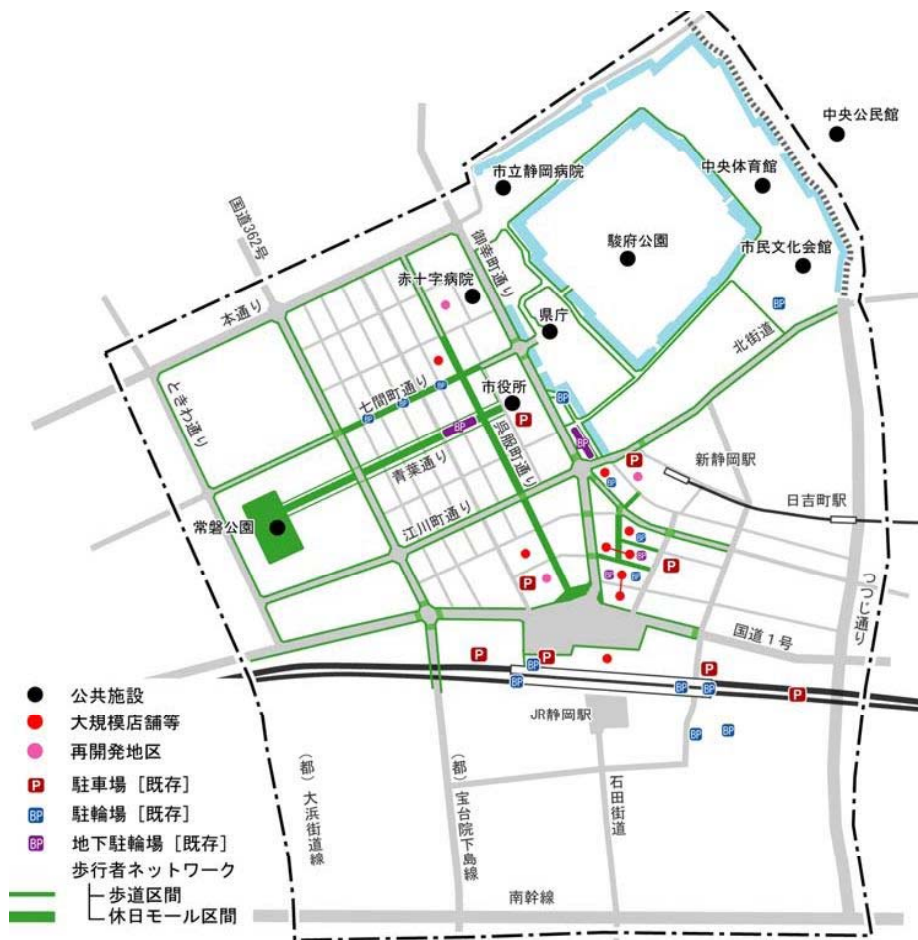 中央公民館
市立静岡病院
中央体育館
国道362号
御幸町通り
駿府公園
市民文化会館
赤十字病院
本通り
県庁
北街道
ときわ通り
七間町通り
市役所
P
BP
呉服町通り
BP
BP
青葉通り
新静岡駅
日吉町駅
江川町通り
常磐公園
つつじ通り
国道1号
JR静岡駅
公共施設
大規模店舗等
再開発地区
P 駐車場［既存］
BP 駐輪場［既存］
BP 地下駐輪場［既存］
歩行者ネットワーク
歩道区間
休日モール区間
（都）大浜街道線
（都）宝台院下島線
石田街道
南幹線